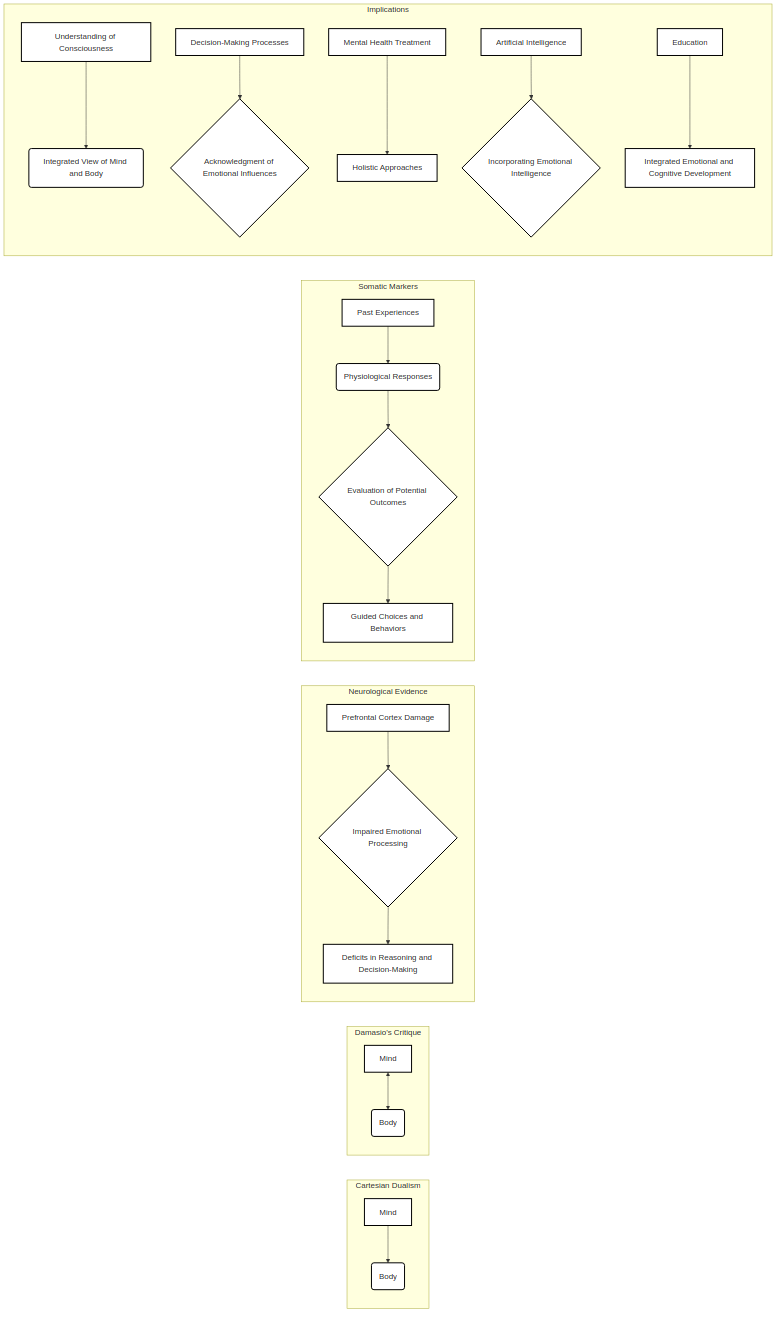 Implications
Understanding of
Consciousness
Decision-Making Processes
Mental Health Treatment
Artificial Intelligence
Education
Integrated View of Mind
and Body
Acknowledgment of
Emotional Influences
Holistic Approaches
Incorporating Emotional
Intelligence
Integrated Emotional and
Cognitive Development
Somatic Markers
Past Experiences
Physiological Responses
Evaluation of Potential
Outcomes
Guided Choices and
Behaviors
Neurological Evidence
Prefrontal Cortex Damage
Impaired Emotional
Processing
Deficits in Reasoning and
Decision-Making
Damasio's Critique
Mind
Body
Cartesian Dualism
Mind
Body